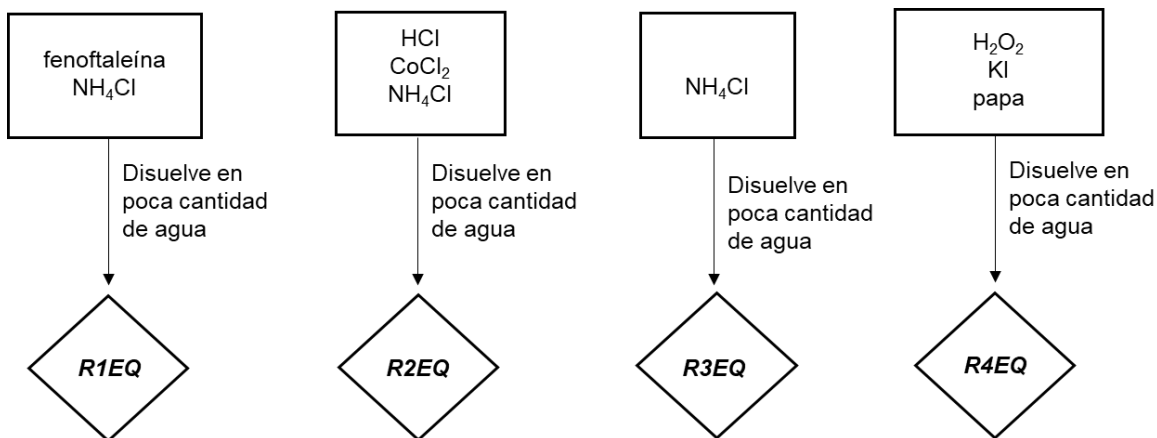 fenoftaleína
NH₄Cl
Disuelve en
poca cantidad
de agua
R1EQ
HCl
CoCl₂
NH₄Cl
Disuelve en
poca cantidad
de agua
R2EQ
NH₄Cl
Disuelve en
poca cantidad
de agua
R3EQ
H₂O₂
KI
papa
Disuelve en
poca cantidad
de agua
R4EQ